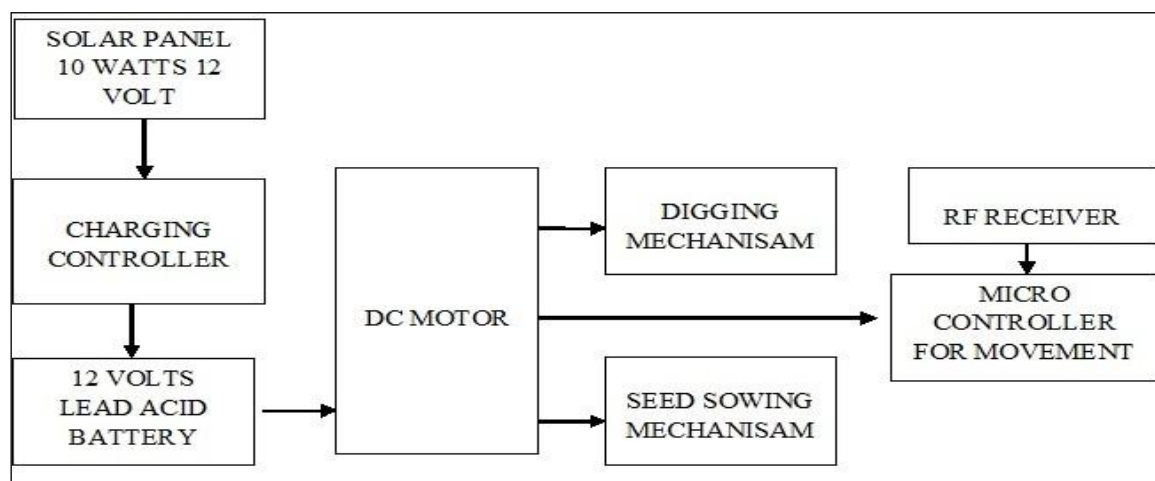 SOLAR PANEL
10 WATTS 12
VOLT
CHARGING
CONTROLLER
12 VOLTS
LEAD ACID
BATTERY
DC MOTOR
DIGGING
MECHANISAM
SEED SOWING
MECHANISAM
RF RECEIVER
MICRO
CONTROLLER
FOR MOVEMENT